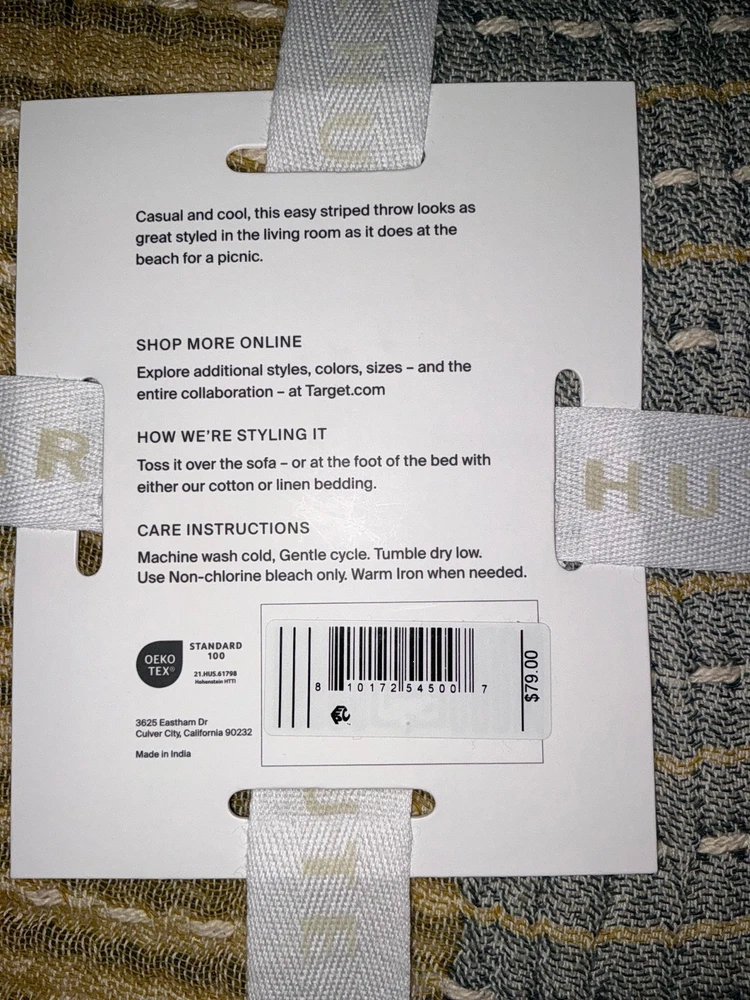 Casual and cool, this easy striped throw looks as
great styled in the living room as it does at the
beach for a picnic.
SHOP MORE ONLINE
Explore additional styles, colors, sizes – and the
entire collaboration – at Target.com
HOW WE'RE STYLING IT
Toss it over the sofa – or at the foot of the bed with
either our cotton or linen bedding.
AR
HU
CARE INSTRUCTIONS
Machine wash cold, Gentle cycle. Tumble dry low.
Use Non-chlorine bleach only. Warm Iron when needed.
OEKO
TEX®
STANDARD
100
21.HUS.61798
Hohenstein HTTI
8 10172 54500 7
$79.00
3625 Eastham Dr
Culver City, California 90232
Made in India